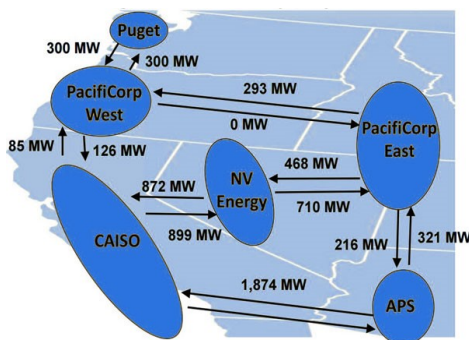 Puget
300 MW
300 MW
PacifiCorp
West
293 MW
0 MW
PacifiCorp
East
85 MW
126 MW
468 MW
NV
Energy
872 MW
710 MW
899 MW
CAISO
216 MW
321 MW
1,874 MW
APS